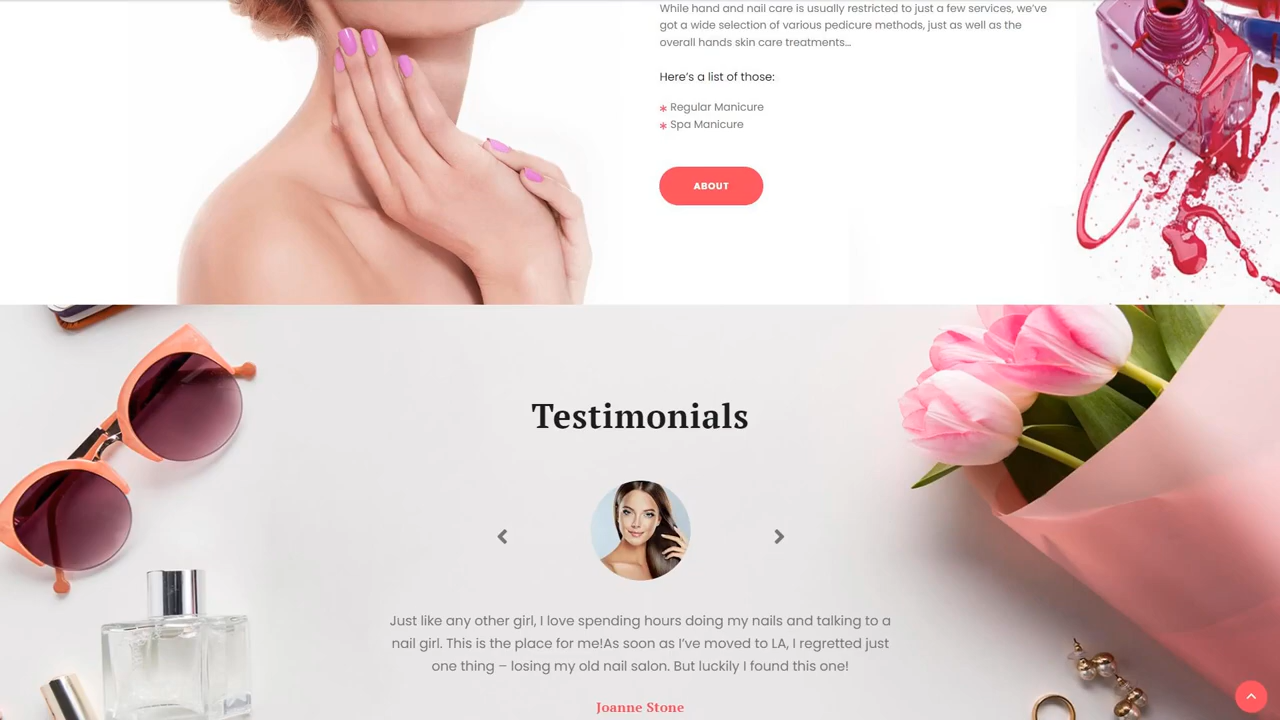 While hand and nail care is usually restricted to just a few services, we've
got a wide selection of various pedicure methods, just as well as the
overall hands skin care treatments...
Here's a list of those:
* Regular Manicure
* Spa Manicure
ABOUT
Testimonials
Just like any other girl, I love spending hours doing my nails and talking to a
nail girl. This is the place for me!As soon as I've moved to LA, I regretted just
one thing – losing my old nail salon. But luckily I found this one!
Joanne Stone